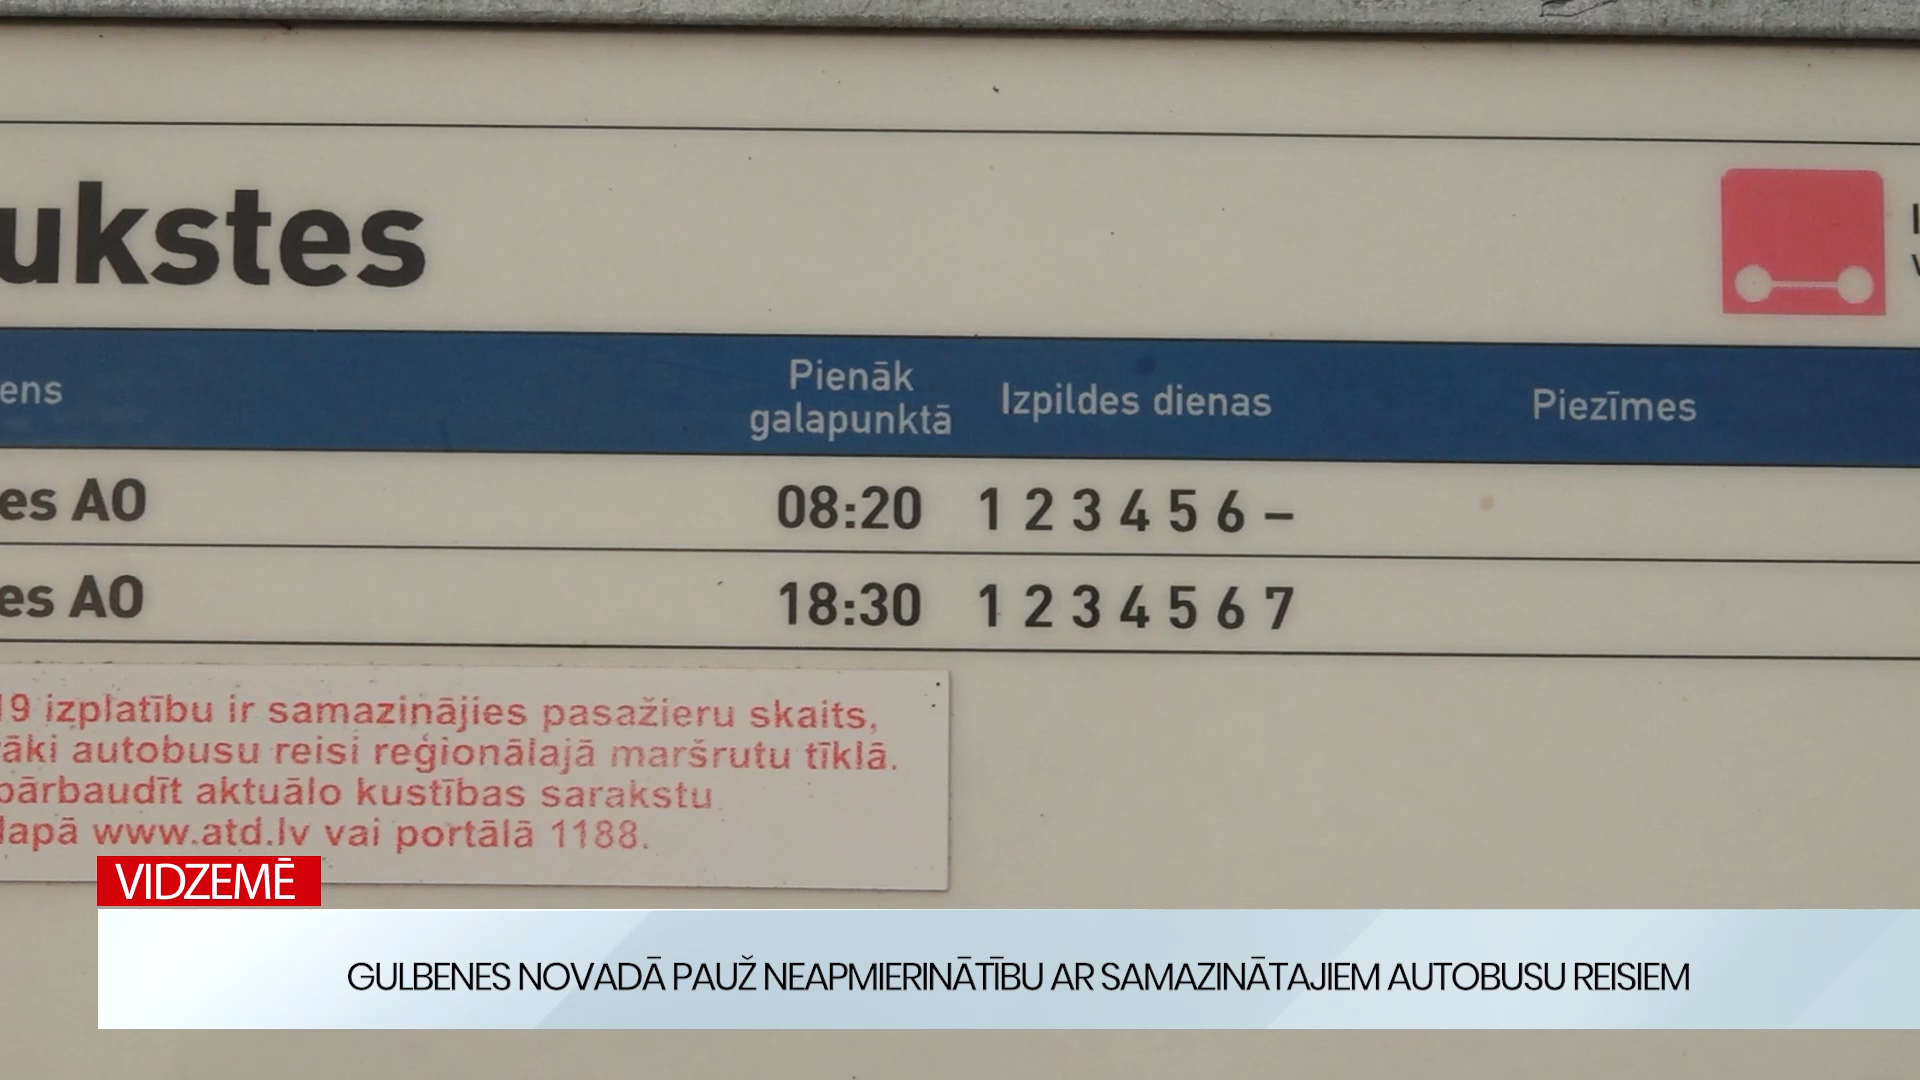 ukstes
ens Pienāk galapunktā Izpildes dienas Piezīmes
es AO 08:20 1 2 3 4 5 6 –
es AO 18:30 1 2 3 4 5 6 7
19 izplatību ir samazinājies pasažieru skaits,
āki autobusu reisi reģionālajā maršrutu tīklā.
pārbaudīt aktuālo kustības sarakstu
lapā www.atd.lv vai portālā 1188.
VIDZEMĒ
GULBENES NOVADĀ PAUŽ NEAPMIERINĀTĪBU AR SAMAZINĀTAJIEM AUTOBUSU REISIEM